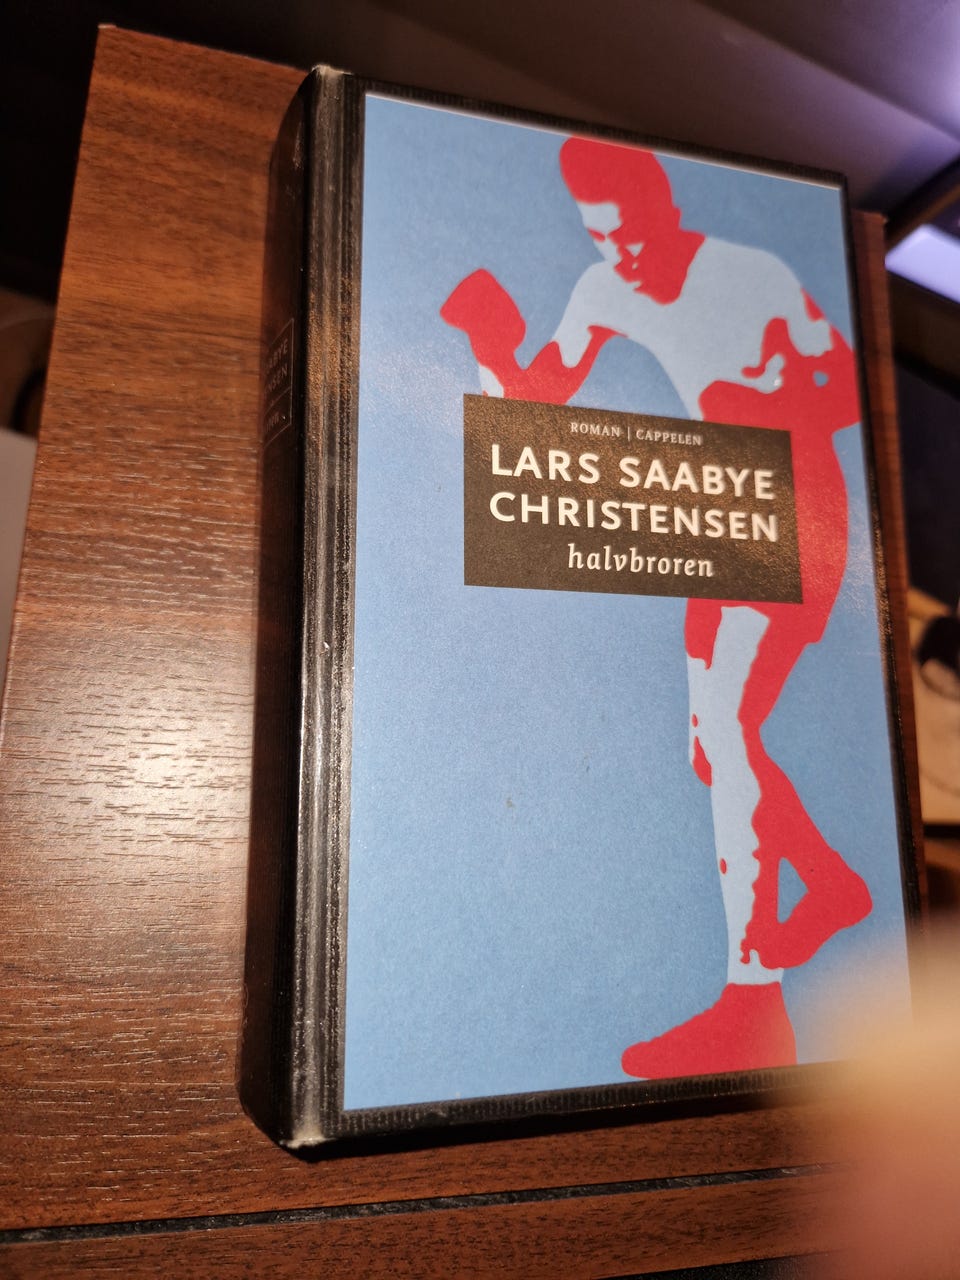 ROMAN | CAPPELEN
LARS SAABYE
CHRISTENSEN
halvbroren